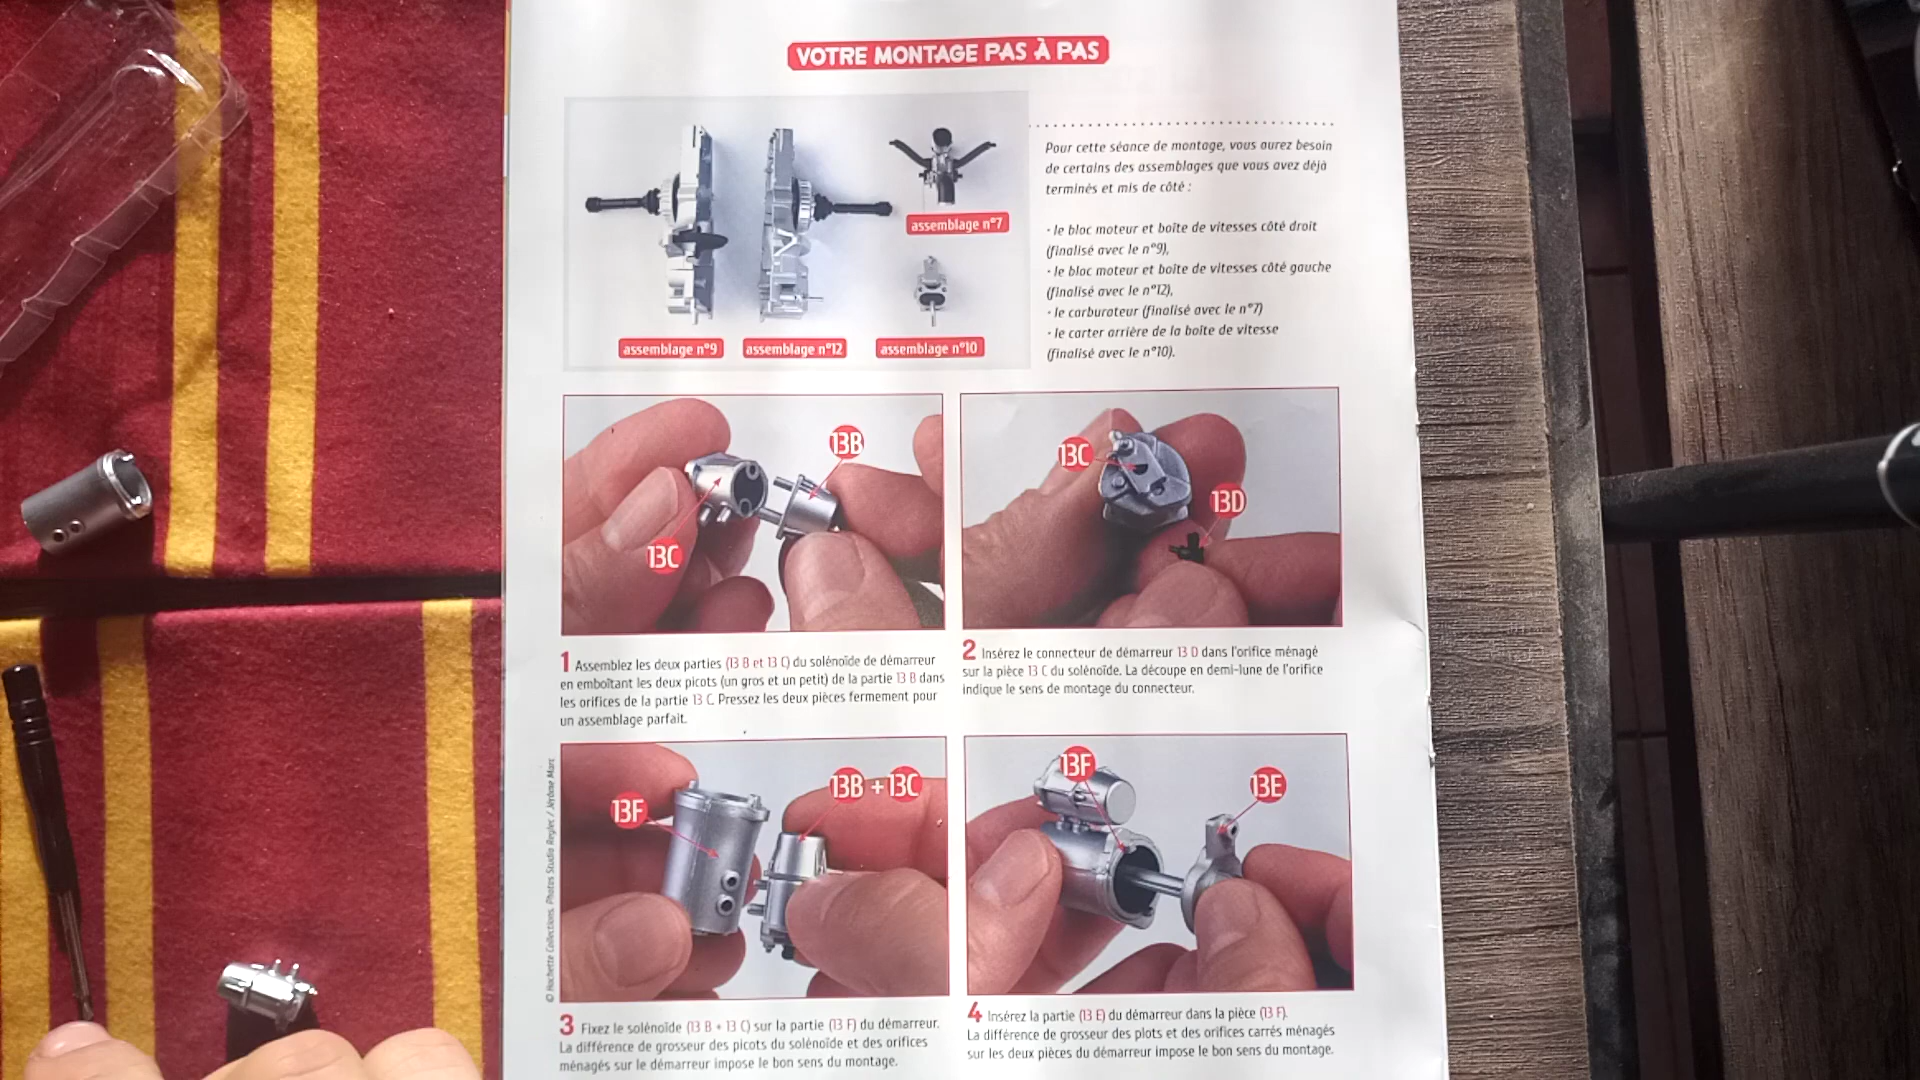 VOTRE MONTAGE PAS À PAS
assemblage n°7
assemblage n°9
assemblage n°12
assemblage n°10
Pour cette séance de montage, vous aurez besoin
de certains des assemblages que vous avez déjà
terminés et mis de côté :
· le bloc moteur et boîte de vitesses côté droit
(finalisé avec le n°9),
· le bloc moteur et boîte de vitesses côté gauche
(finalisé avec le n°12),
· le carburateur (finalisé avec le n°7)
· le carter arrière de la boîte de vitesse
(finalisé avec le n°10).
13B
13C
13C
13D
1 Assemblez les deux parties (13 B et 13 C) du solénoïde de démarreur
en emboîtant les deux picots (un gros et un petit) de la partie 13 B dans
les orifices de la partie 13 C. Pressez les deux pièces fermement pour
un assemblage parfait.
2 Insérez le connecteur de démarreur 13 D dans l'orifice ménagé
sur la pièce 13 C du solénoïde. La découpe en demi-lune de l'orifice
indique le sens de montage du connecteur.
13F
13B + 13C
13F
13E
3 Fixez le solénoïde (13 B + 13 C) sur la partie (13 F) du démarreur.
La différence de grosseur des picots du solénoïde et des orifices
ménagés sur le démarreur impose le bon sens du montage.
4 Insérez la partie (13 E) du démarreur dans la pièce (13 F).
La différence de grosseur des plots et des orifices carrés ménagés
sur les deux pièces du démarreur impose le bon sens du montage.
© Hachette Collections. Photos Studio Reglec / Jérôme Marc